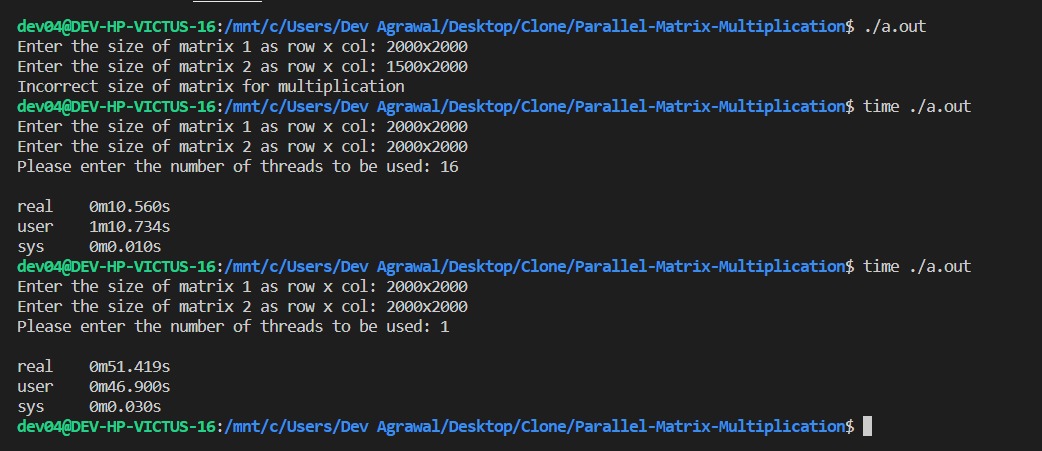 dev04@DEV-HP-VICTUS-16:/mnt/c/Users/Dev Agrawal/Desktop/Clone/Parallel-Matrix-Multiplication$ ./a.out
Enter the size of matrix 1 as row x col: 2000x2000
Enter the size of matrix 2 as row x col: 1500x2000
Incorrect size of matrix for multiplication
dev04@DEV-HP-VICTUS-16:/mnt/c/Users/Dev Agrawal/Desktop/Clone/Parallel-Matrix-Multiplication$ time ./a.out
Enter the size of matrix 1 as row x col: 2000x2000
Enter the size of matrix 2 as row x col: 2000x2000
Please enter the number of threads to be used: 16
real    0m10.560s
user    1m10.734s
sys     0m0.010s
dev04@DEV-HP-VICTUS-16:/mnt/c/Users/Dev Agrawal/Desktop/Clone/Parallel-Matrix-Multiplication$ time ./a.out
Enter the size of matrix 1 as row x col: 2000x2000
Enter the size of matrix 2 as row x col: 2000x2000
Please enter the number of threads to be used: 1
real    0m51.419s
user    0m46.900s
sys     0m0.030s
dev04@DEV-HP-VICTUS-16:/mnt/c/Users/Dev Agrawal/Desktop/Clone/Parallel-Matrix-Multiplication$